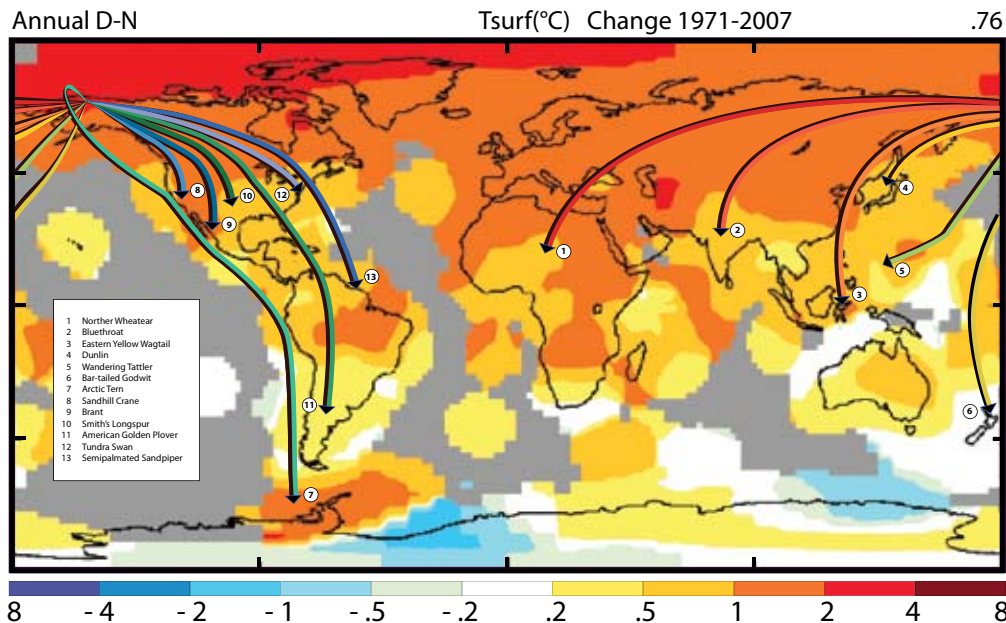 Annual D-N Tsurf(°C) Change 1971-2007 .76
8
9
10
12
13
11
7
1
2
3
4
5
6
1 Norther Wheatear
2 Bluethroat
3 Eastern Yellow Wagtail
4 Dunlin
5 Wandering Tattler
6 Bar-tailed Godwit
7 Arctic Tern
8 Sandhill Crane
9 Brant
10 Smith's Longspur
11 American Golden Plover
12 Tundra Swan
13 Semipalmated Sandpiper
8 - 4 - 2 - 1 -.5 -.2 .2 .5 1 2 4 8